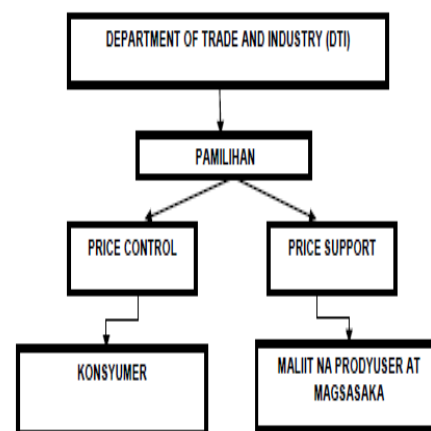 DEPARTMENT OF TRADE AND INDUSTRY (DTI)
PAMILIHAN
PRICE CONTROL
PRICE SUPPORT
KONSYUMER
MALIIT NA PRODYUSER AT
MAGSASAKA